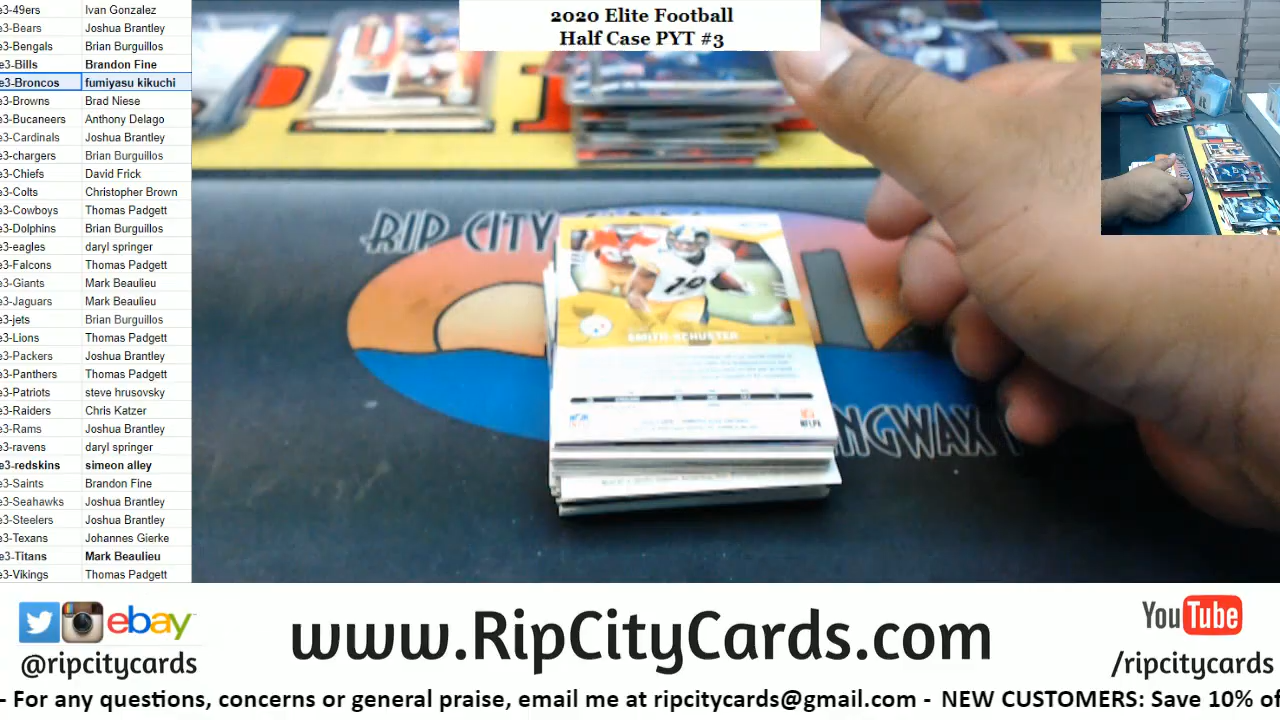 2020 Elite Football
Half Case PYT #3
e3-49ers Ivan Gonzalez
e3-Bears Joshua Brantley
e3-Bengals Brian Burguillos
e3-Bills Brandon Fine
e3-Broncos fumiyasu kikuchi
e3-Browns Brad Niese
e3-Bucaneers Anthony Delago
e3-Cardinals Joshua Brantley
e3-chargers Brian Burguillos
e3-Chiefs David Frick
e3-Colts Christopher Brown
e3-Cowboys Thomas Padgett
e3-Dolphins Brian Burguillos
e3-eagles daryl springer
e3-Falcons Thomas Padgett
e3-Giants Mark Beaulieu
e3-Jaguars Mark Beaulieu
e3-jets Brian Burguillos
e3-Lions Thomas Padgett
e3-Packers Joshua Brantley
e3-Panthers Thomas Padgett
e3-Patriots steve hrusovsky
e3-Raiders Chris Katzer
e3-Rams Joshua Brantley
e3-ravens daryl springer
e3-redskins simeon alley
e3-Saints Brandon Fine
e3-Seahawks Joshua Brantley
e3-Steelers Joshua Brantley
e3-Texans Johannes Gierke
e3-Titans Mark Beaulieu
e3-Vikings Thomas Padgett
RIP CITY
19
SMITH-SCHUSTER
NFLPA
NGWAX
ebay
@ripcitycards
www.RipCityCards.com
YouTube
/ripcitycards
- For any questions, concerns or general praise, email me at ripcitycards@gmail.com - NEW CUSTOMERS: Save 10% of